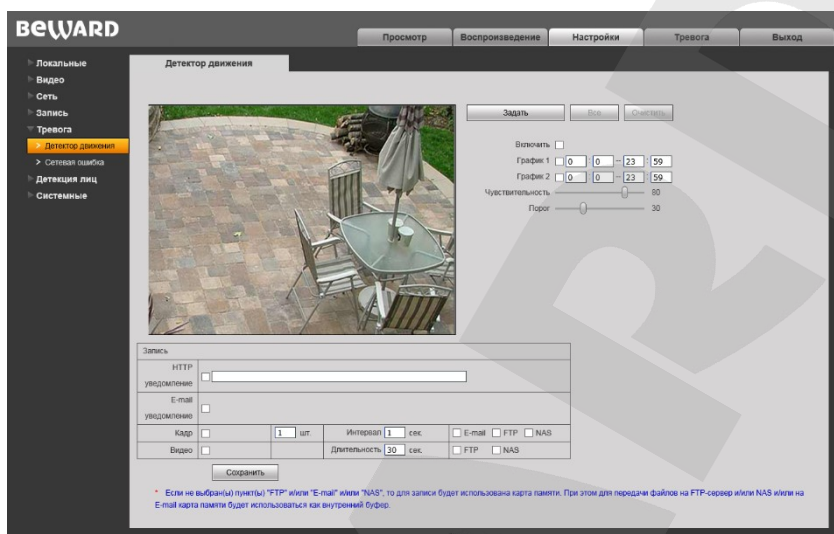 BEWARD
Просмотр Воспроизведение Настройки Тревога Выход
Локальные
Видео
Сеть
Запись
Тревога
> Детектор движения
> Сетевая ошибка
Детекция лиц
Системные
Детектор движения
Задать Все Очистить
Включить
График 1 0 : 0 -- 23 : 59
График 2 0 : 0 -- 23 : 59
Чувствительность 80
Порог 30
Запись
HTTP
уведомление
E-mail
уведомление
Кадр 1 шт. Интервал 1 сек. E-mail FTP NAS
Видео Длительность 30 сек. FTP NAS
Сохранить
* Если не выбран(ы) пункт(ы) "FTP" и/или "E-mail" и/или "NAS", то для записи будет использована карта памяти. При этом для передачи файлов на FTP-сервер и/или NAS и/или на
E-mail карта памяти будет использоваться как внутренний буфер.